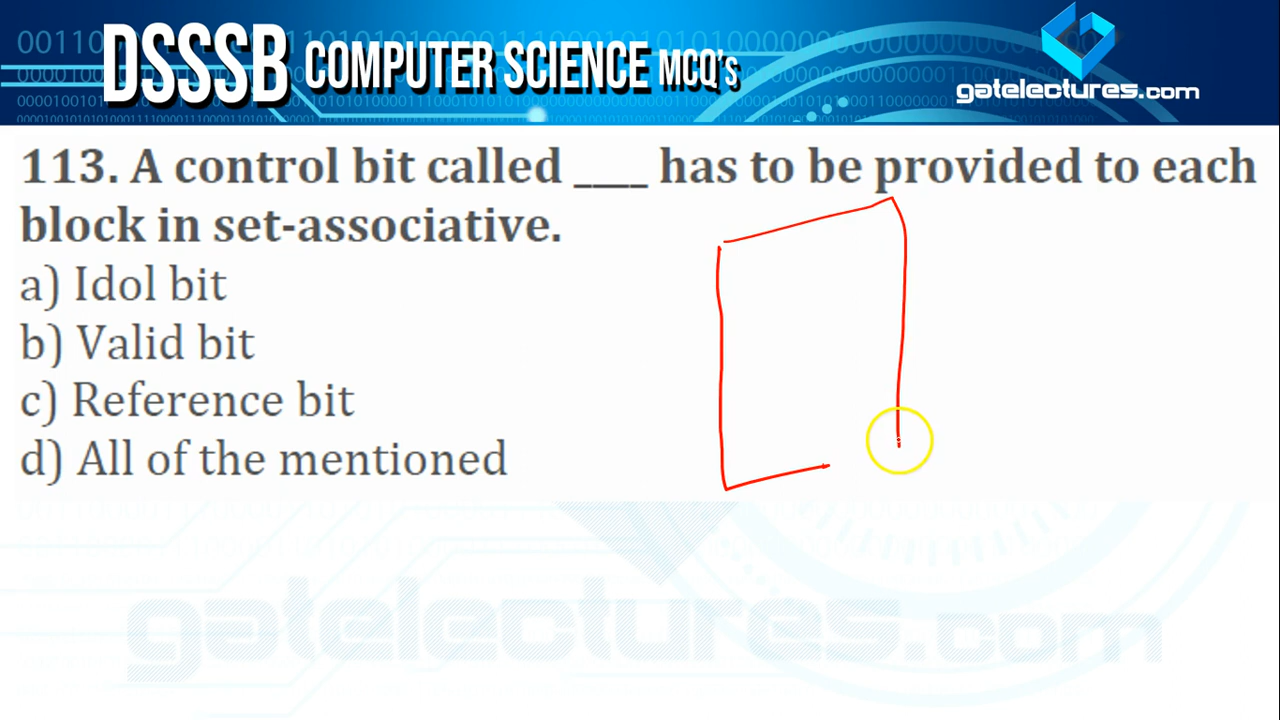 DSSSB COMPUTER SCIENCE MCQ's
gatelectures.com
113. A control bit called ____ has to be provided to each
block in set-associative.
a) Idol bit
b) Valid bit
c) Reference bit
d) All of the mentioned
gatelectures.com